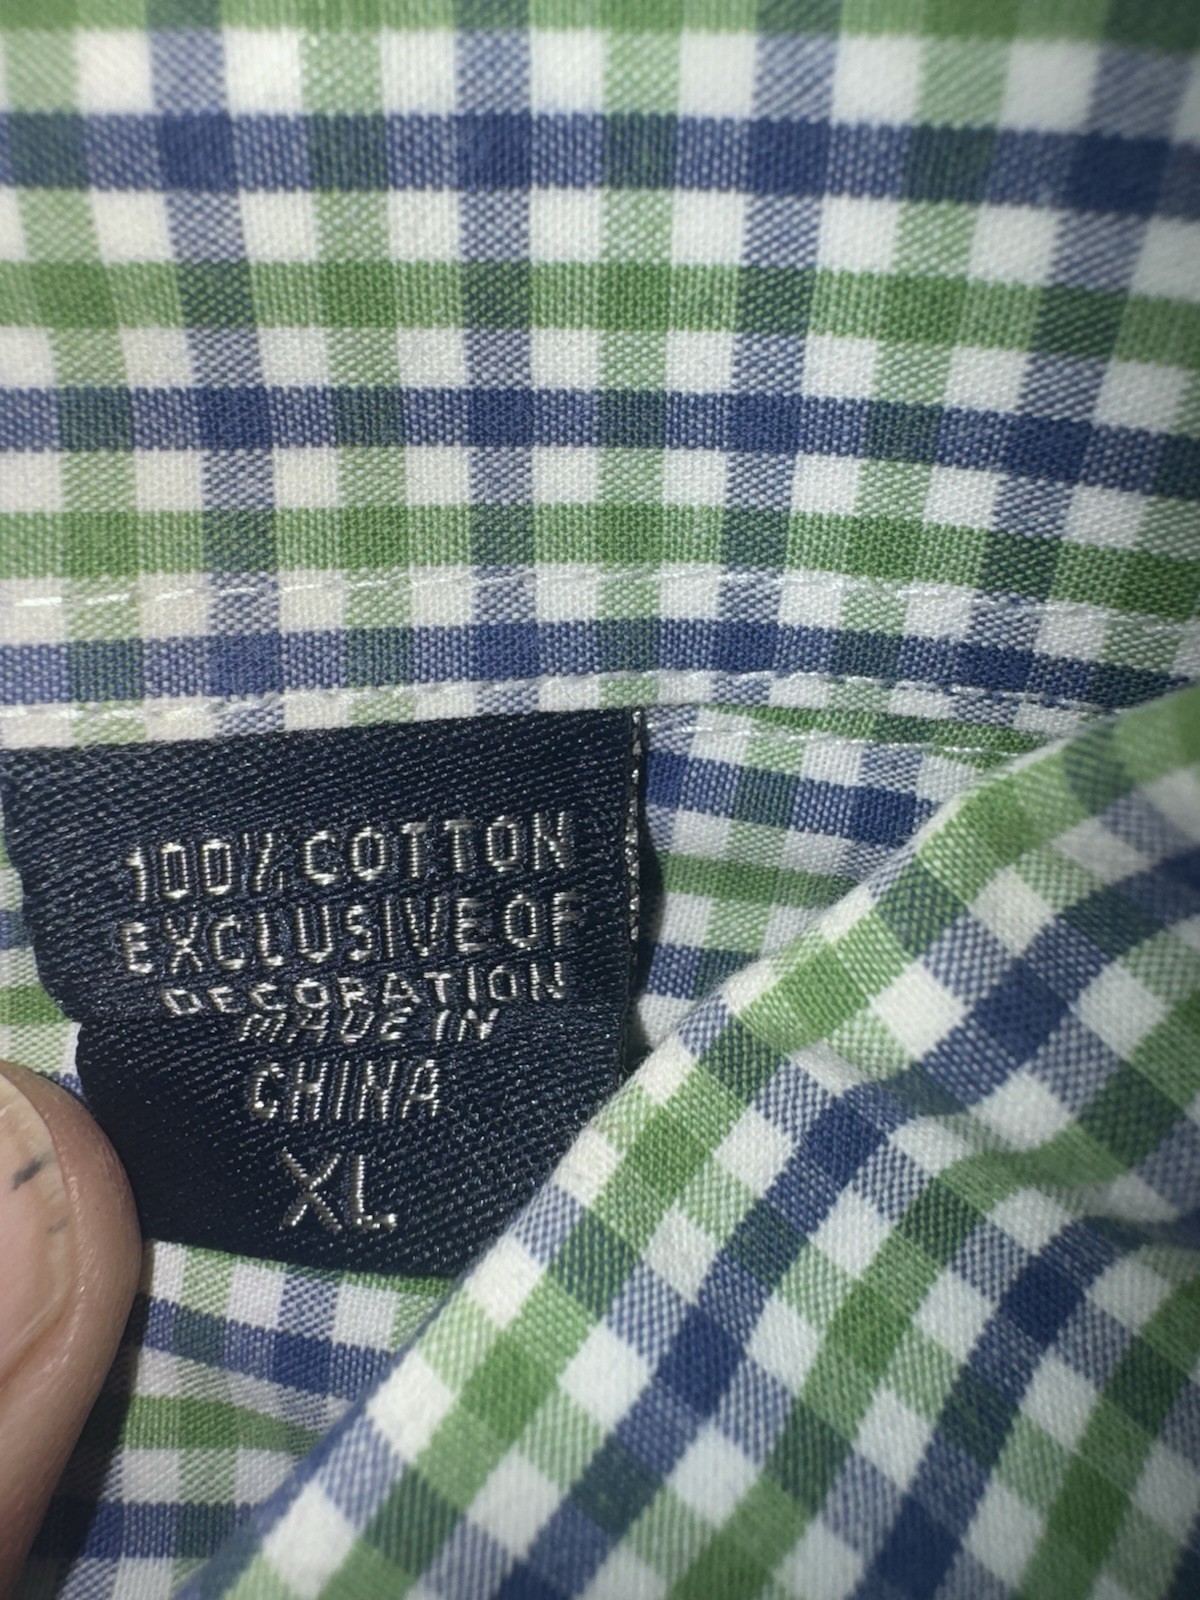 100% COTTON
EXCLUSIVE OF
DECORATION
MADE IN
CHINA
XL